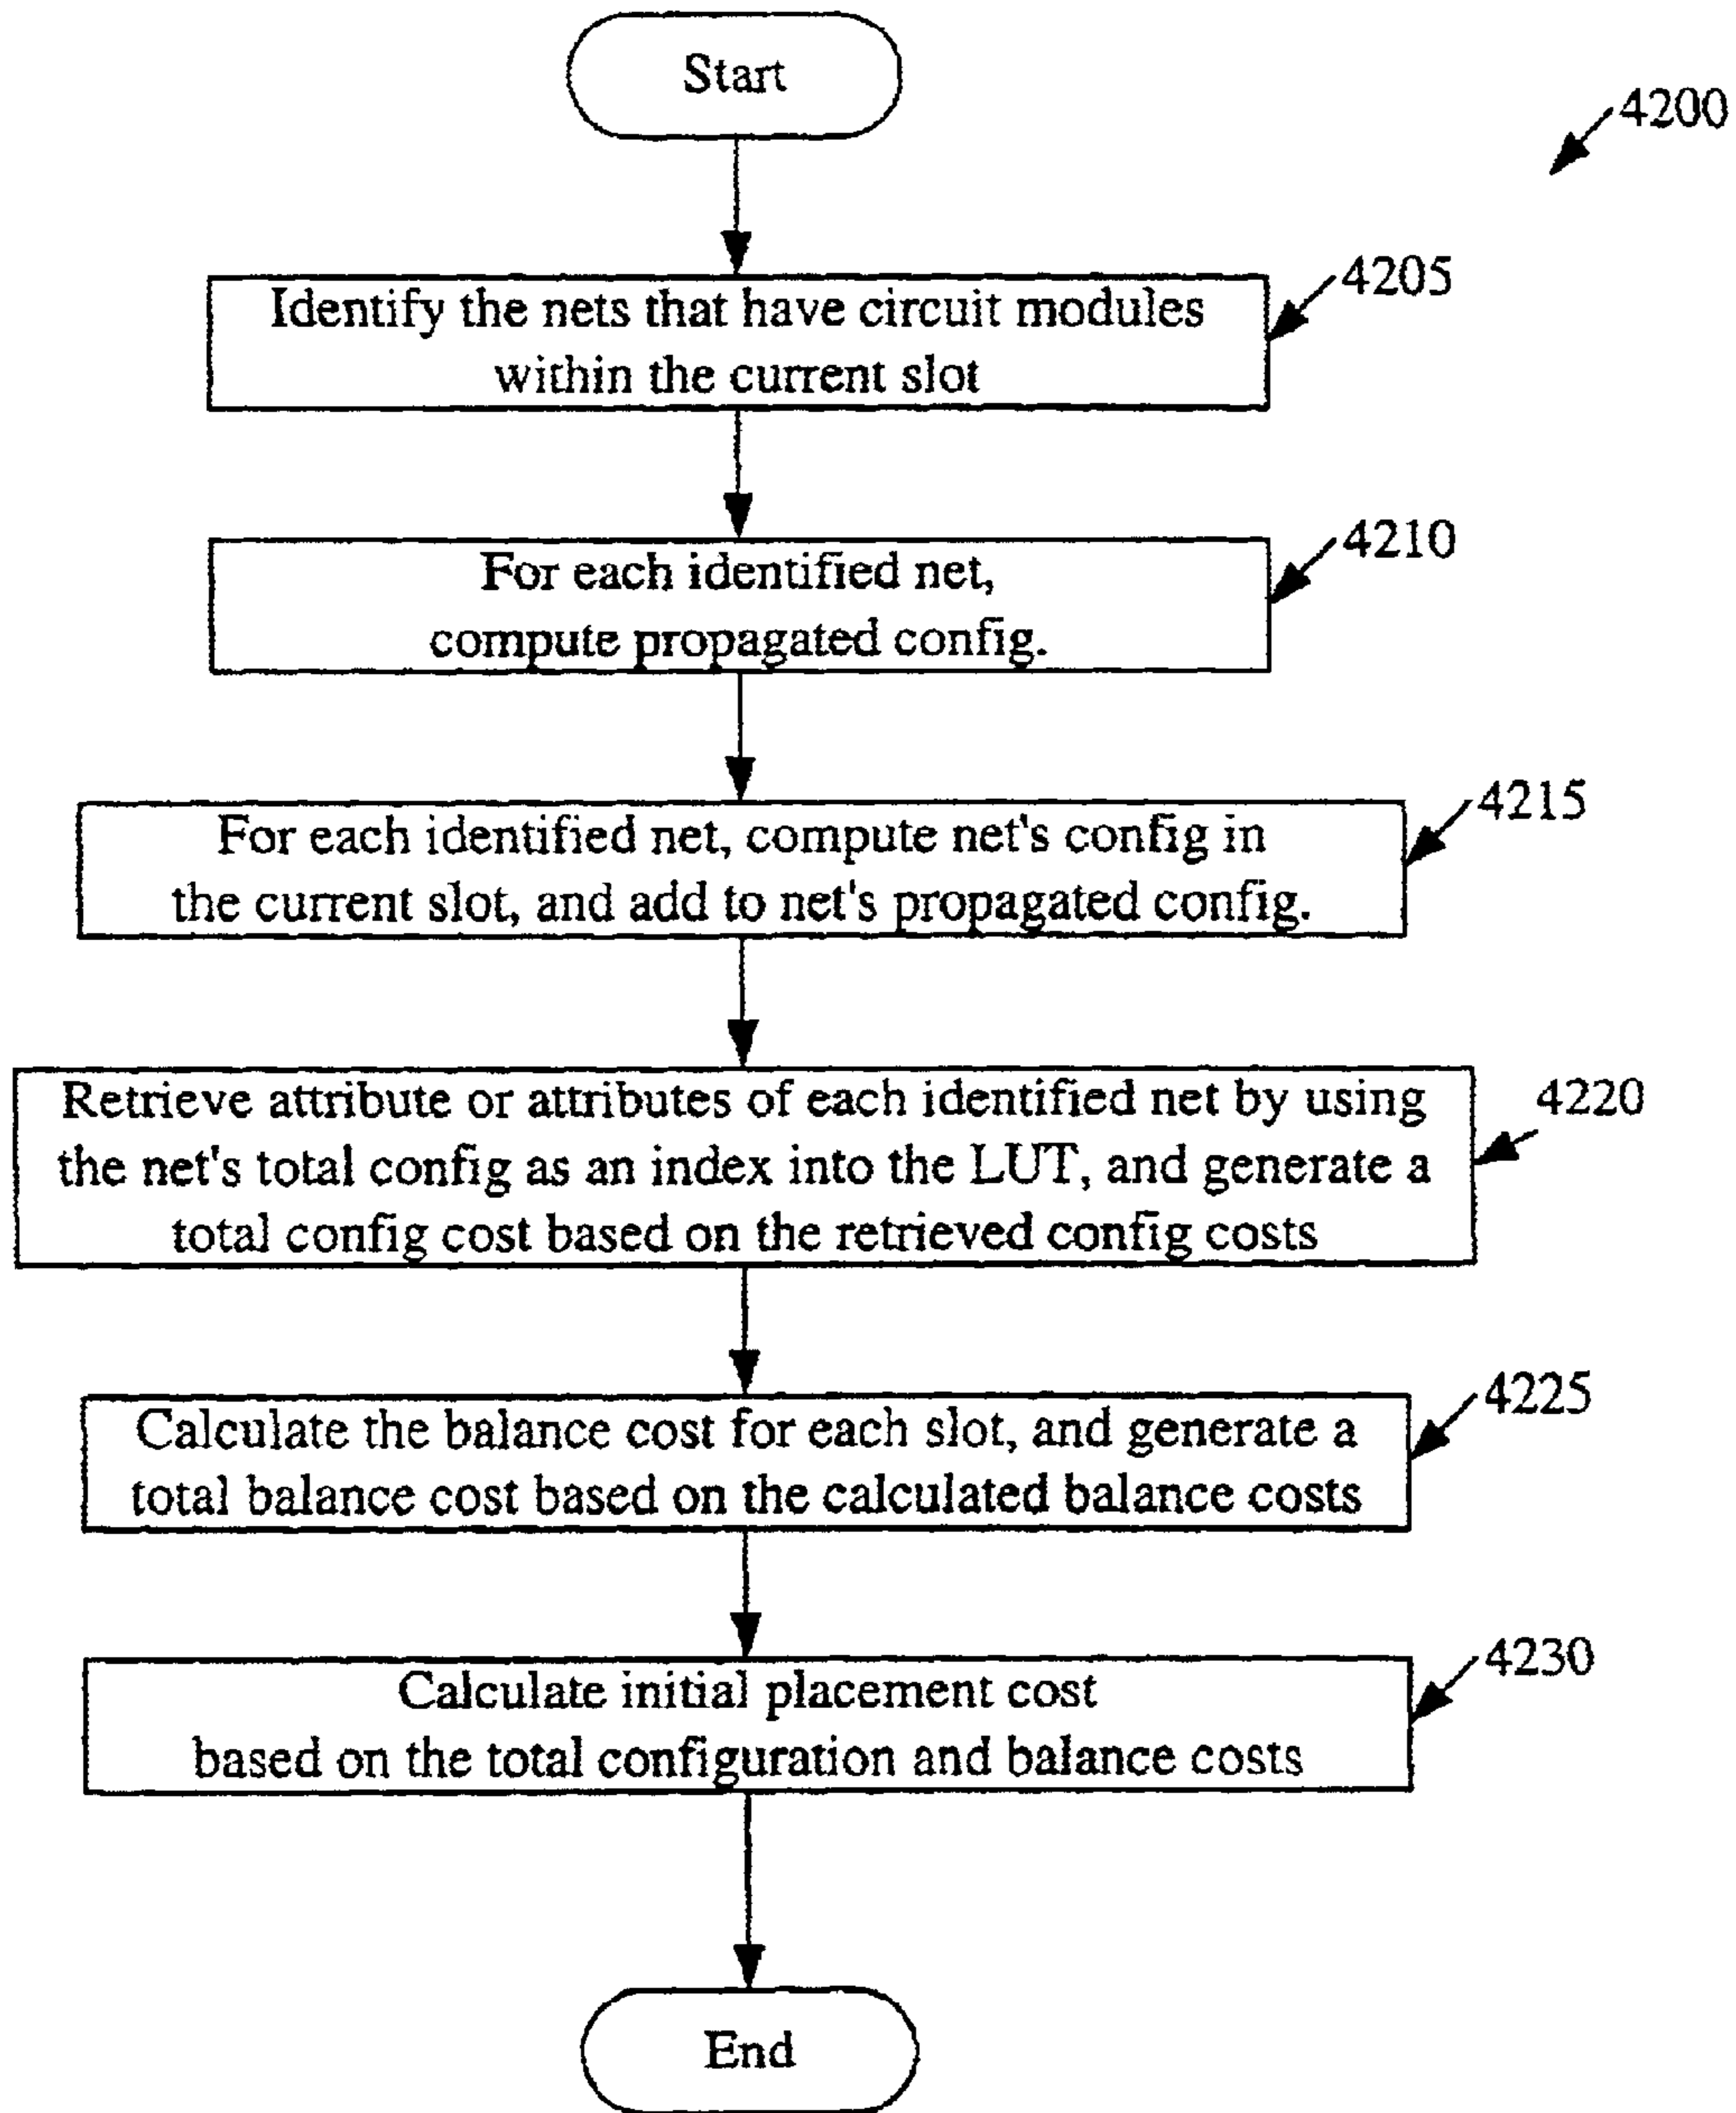 Start
4200
4205
Identify the nets that have circuit modules
within the current slot
4210
For each identified net,
compute propagated config.
4215
For each identified net, compute net's config in
the current slot, and add to net's propagated config.
4220
Retrieve attribute or attributes of each identified net by using
the net's total config as an index into the LUT, and generate a
total config cost based on the retrieved config costs
4225
Calculate the balance cost for each slot, and generate a
total balance cost based on the calculated balance costs
4230
Calculate initial placement cost
based on the total configuration and balance costs
End